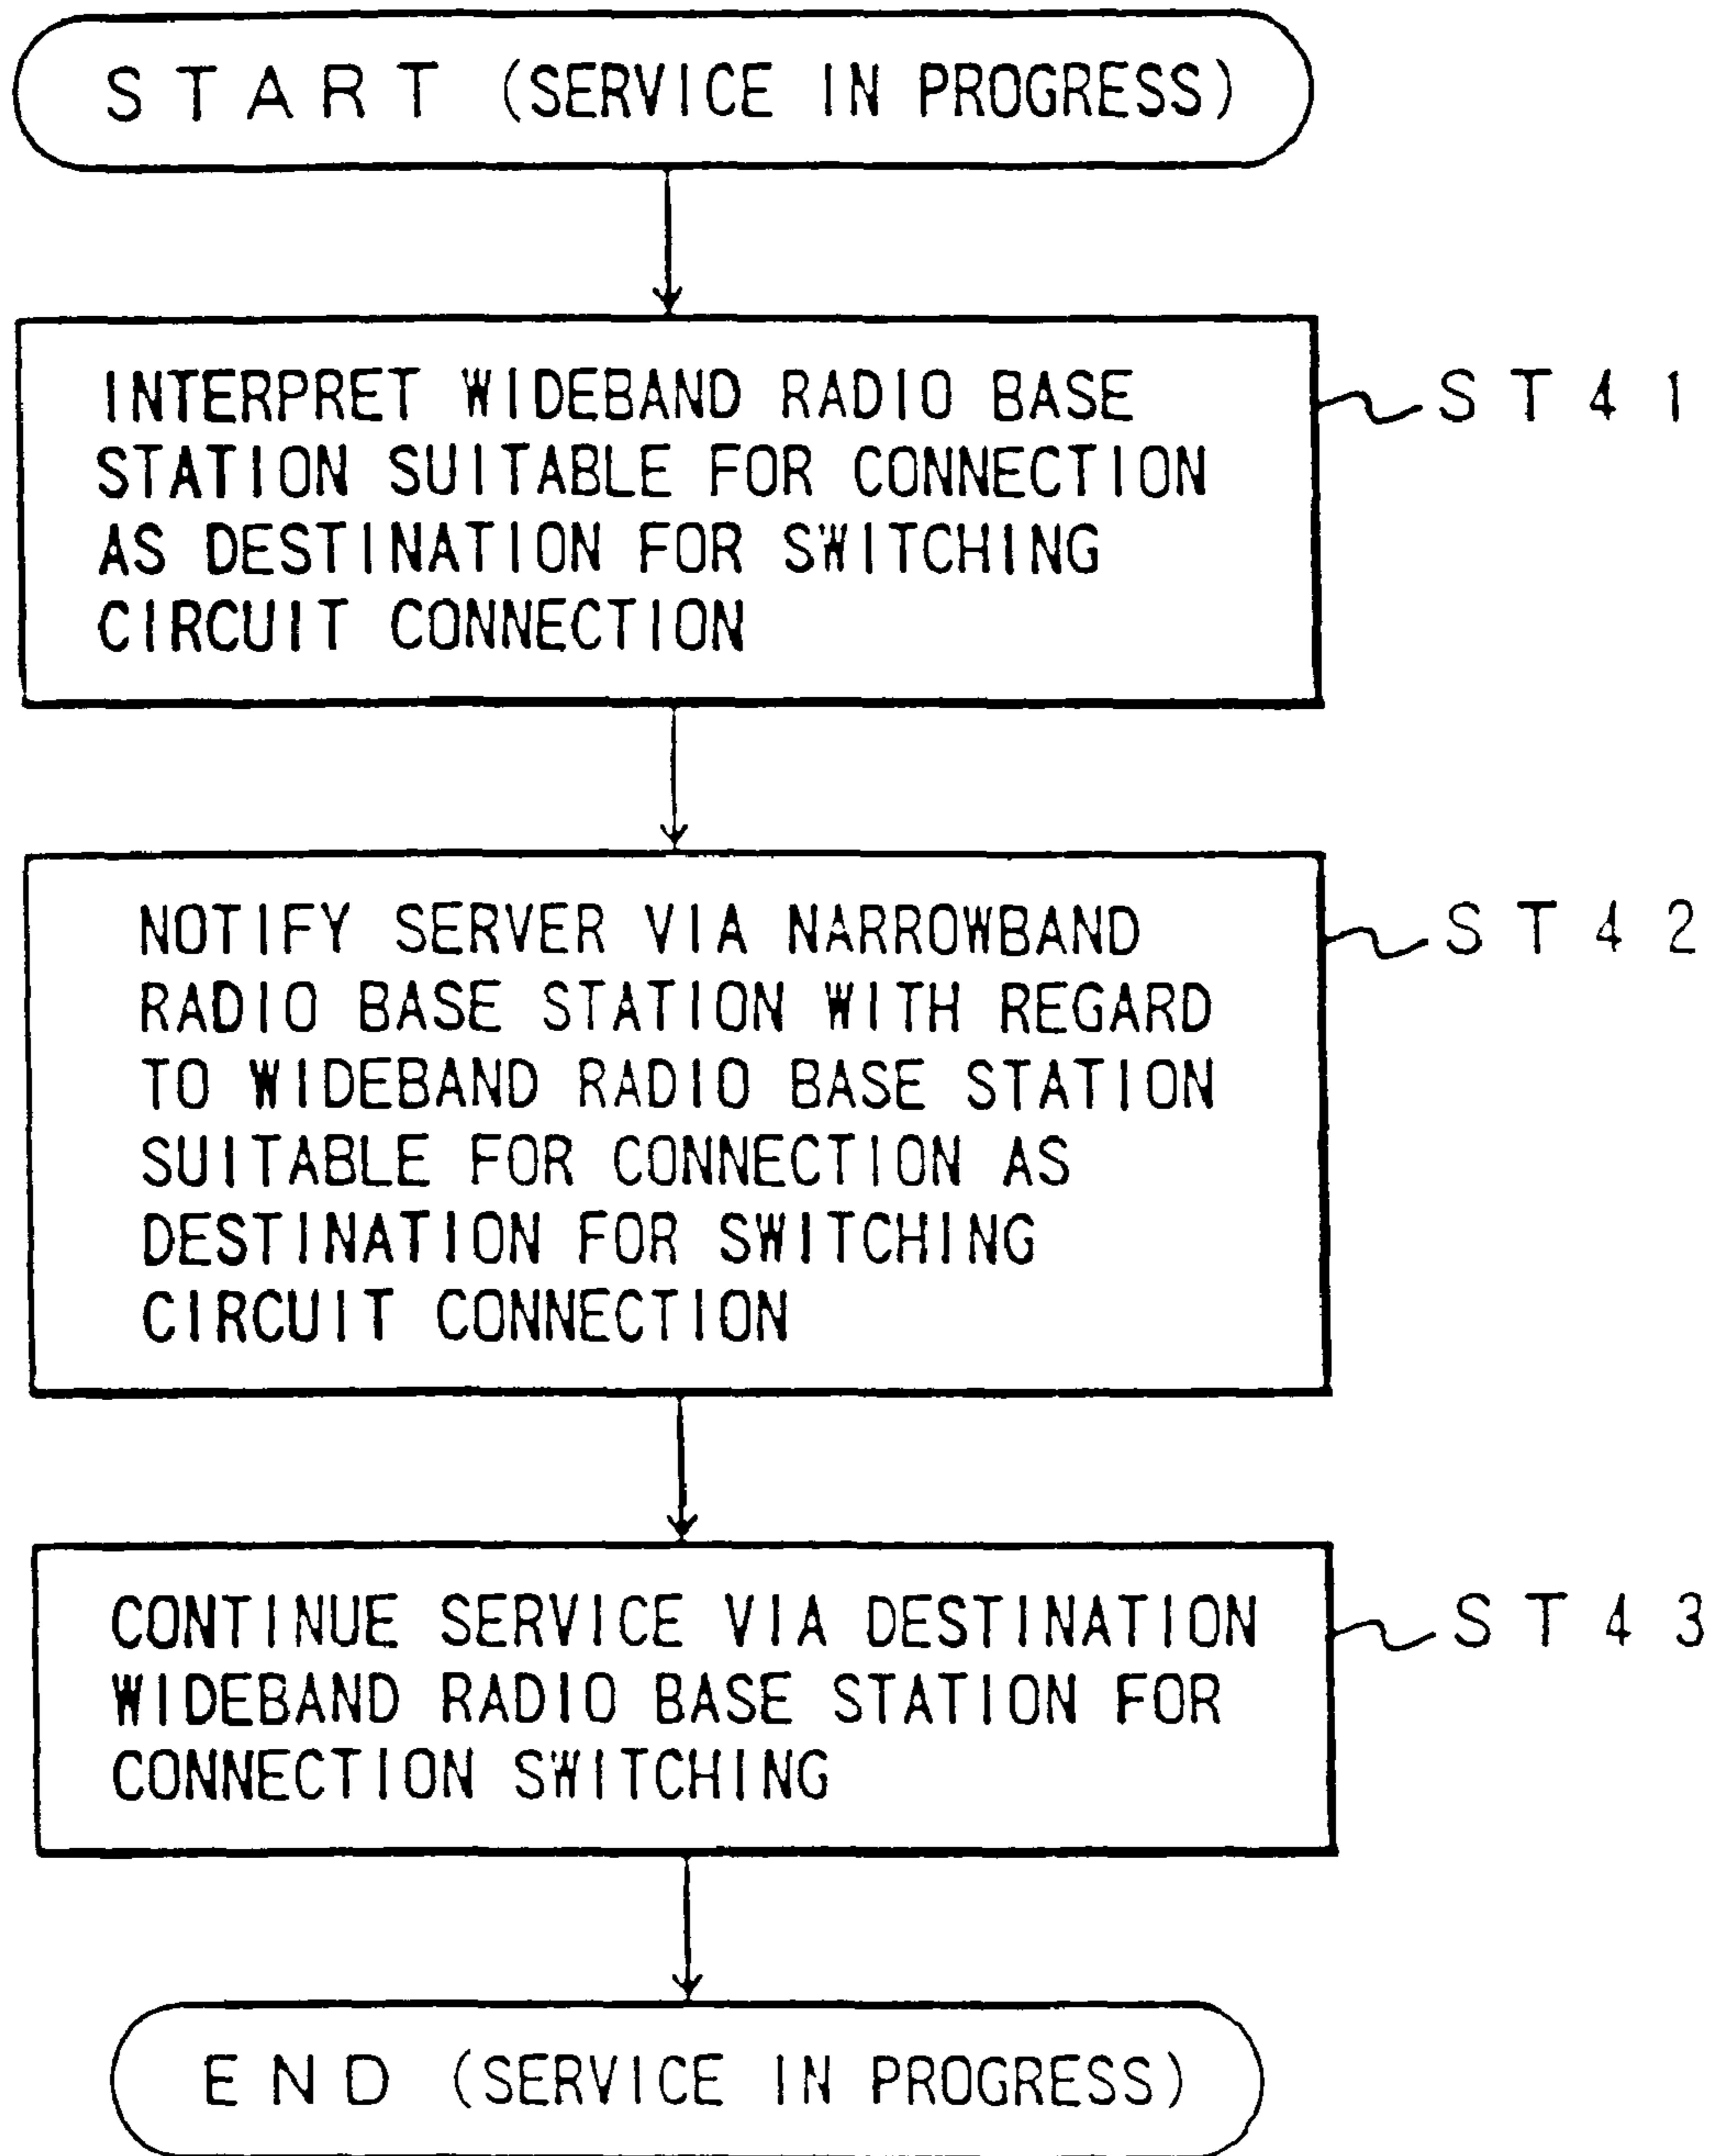 START (SERVICE IN PROGRESS)
INTERPRET WIDEBAND RADIO BASE
STATION SUITABLE FOR CONNECTION
AS DESTINATION FOR SWITCHING
CIRCUIT CONNECTION
ST41
NOTIFY SERVER VIA NARROWBAND
RADIO BASE STATION WITH REGARD
TO WIDEBAND RADIO BASE STATION
SUITABLE FOR CONNECTION AS
DESTINATION FOR SWITCHING
CIRCUIT CONNECTION
ST42
CONTINUE SERVICE VIA DESTINATION
WIDEBAND RADIO BASE STATION FOR
CONNECTION SWITCHING
ST43
END (SERVICE IN PROGRESS)